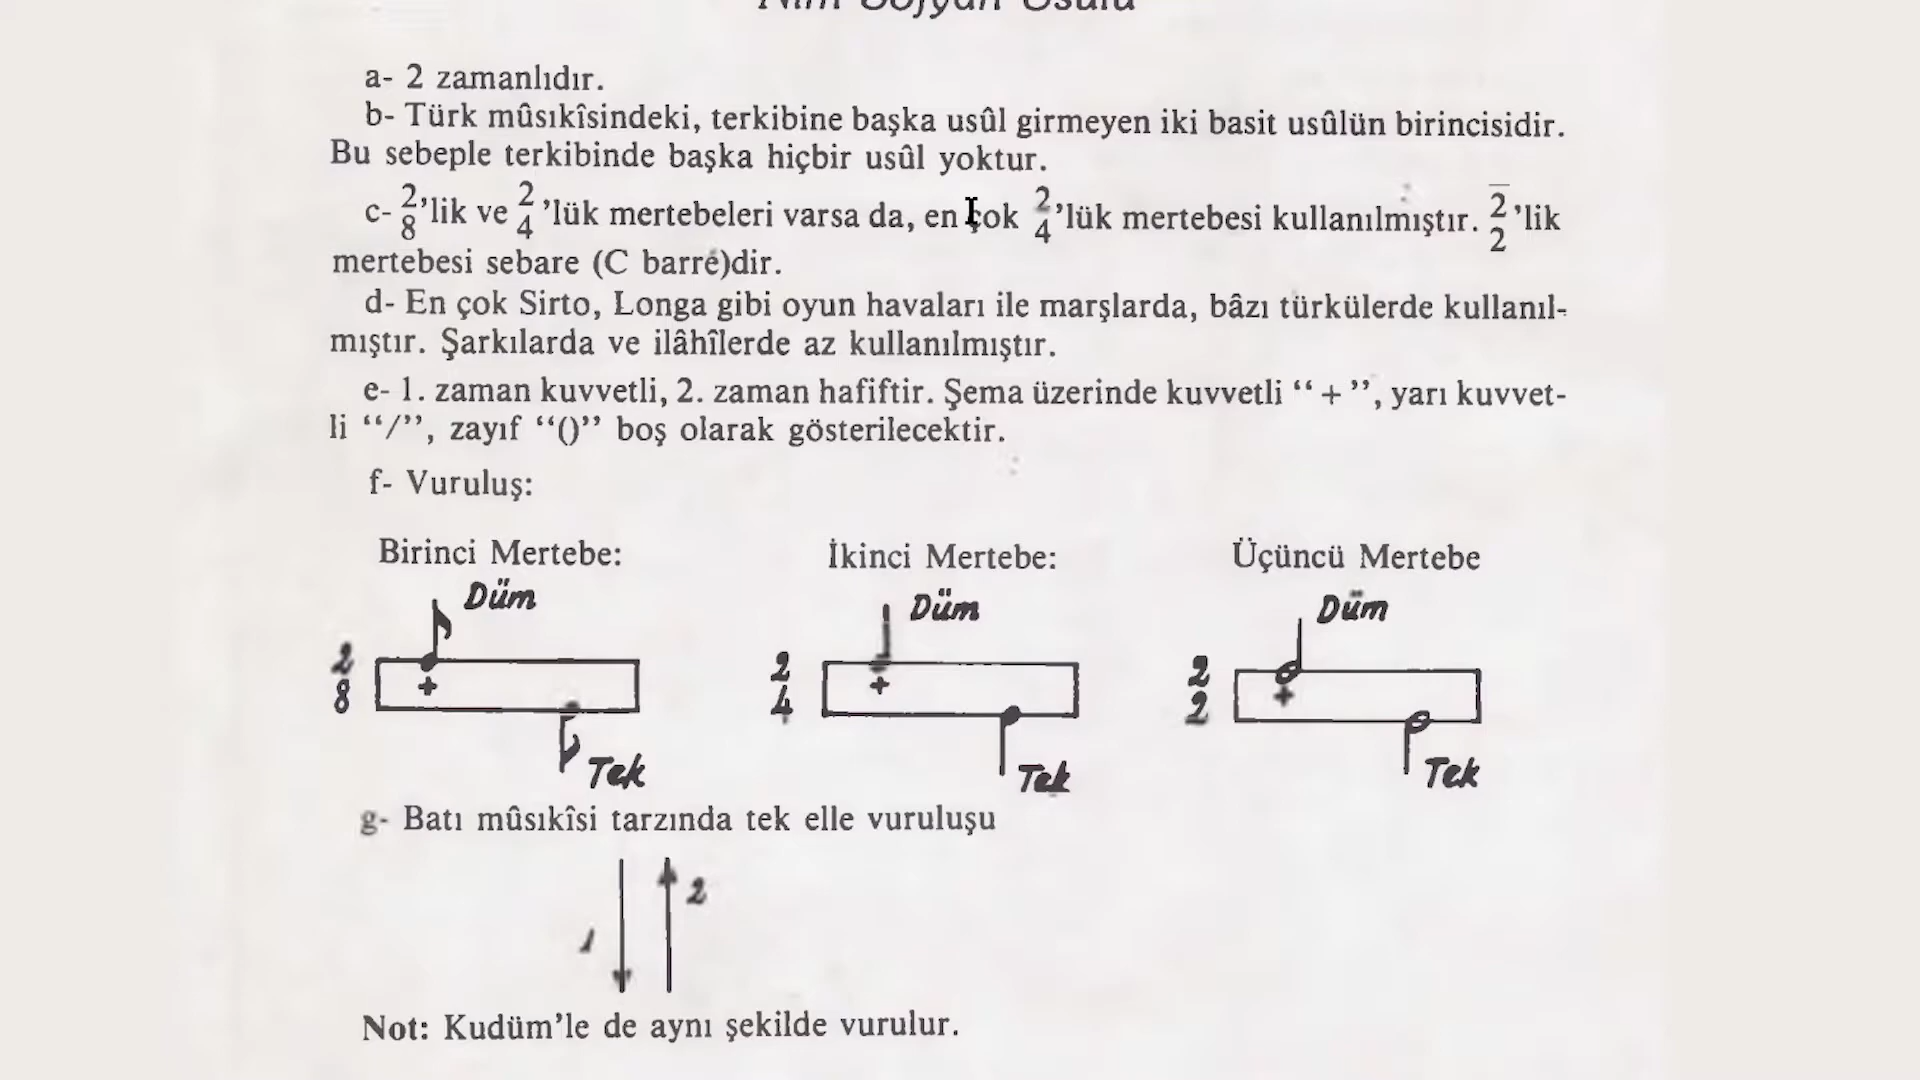 Nim Sofyan Usûlü
a- 2 zamanlıdır.
b- Türk mûsıkîsindeki, terkibine başka usûl girmeyen iki basit usûlün birincisidir.
Bu sebeple terkibinde başka hiçbir usûl yoktur.
c- 2/8'lik ve 2/4'lük mertebeleri varsa da, en çok 2/4'lük mertebesi kullanılmıştır. 2/2'lik
mertebesi sebare (C barré)dir.
d- En çok Sirto, Longa gibi oyun havaları ile marşlarda, bâzı türkülerde kullanıl-
mıştır. Şarkılarda ve ilâhîlerde az kullanılmıştır.
e- 1. zaman kuvvetli, 2. zaman hafiftir. Şema üzerinde kuvvetli “+”, yarı kuvvet-
li “/”, zayıf “()” boş olarak gösterilecektir.
f- Vuruluş:
Birinci Mertebe: İkinci Mertebe: Üçüncü Mertebe
Düm Düm Düm
2/8 + 2/4 + 2/2 +
Tek Tek Tek
g- Batı mûsıkîsi tarzında tek elle vuruluşu
1 2
Not: Kudüm'le de aynı şekilde vurulur.